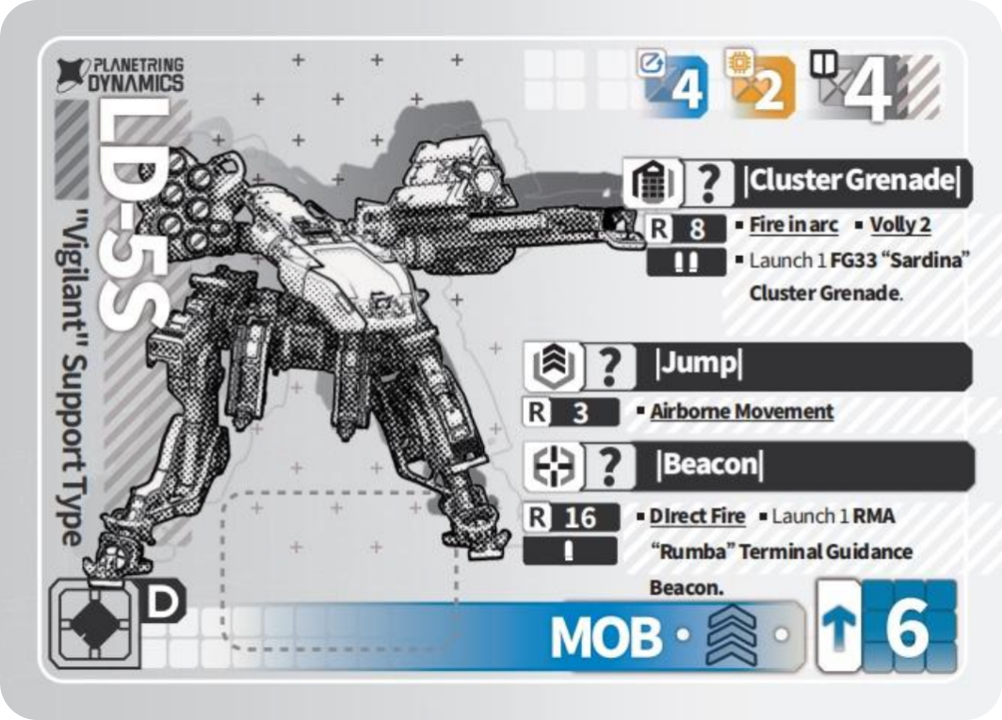 PLANETRING
DYNAMICS
LD-5S
"Vigilant" Support Type
4
2
4
? |Cluster Grenade|
R 8 ▪ Fire in arc ▪ Volly 2
▪ Launch 1 FG33 “Sardina”
Cluster Grenade.
? |Jump|
R 3 ▪ Airborne Movement
? |Beacon|
R 16 ▪ DIrect Fire ▪ Launch 1 RMA
“Rumba” Terminal Guidance
Beacon.
D
MOB
6